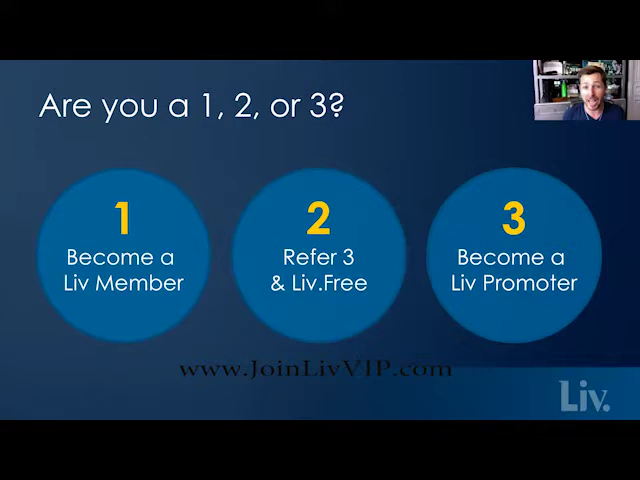 Are you a 1, 2, or 3?
1
Become a
Liv Member
2
Refer 3
& Liv.Free
3
Become a
Liv Promoter
www.JoinLivVIP.com
Liv.